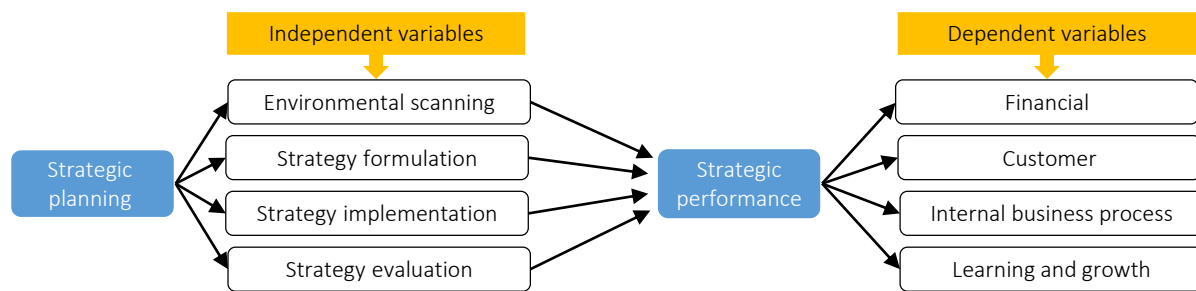 Independent variables
Dependent variables
Environmental scanning
Financial
Strategy formulation
Customer
Strategic
planning
Strategic
performance
Strategy implementation
Internal business process
Strategy evaluation
Learning and growth